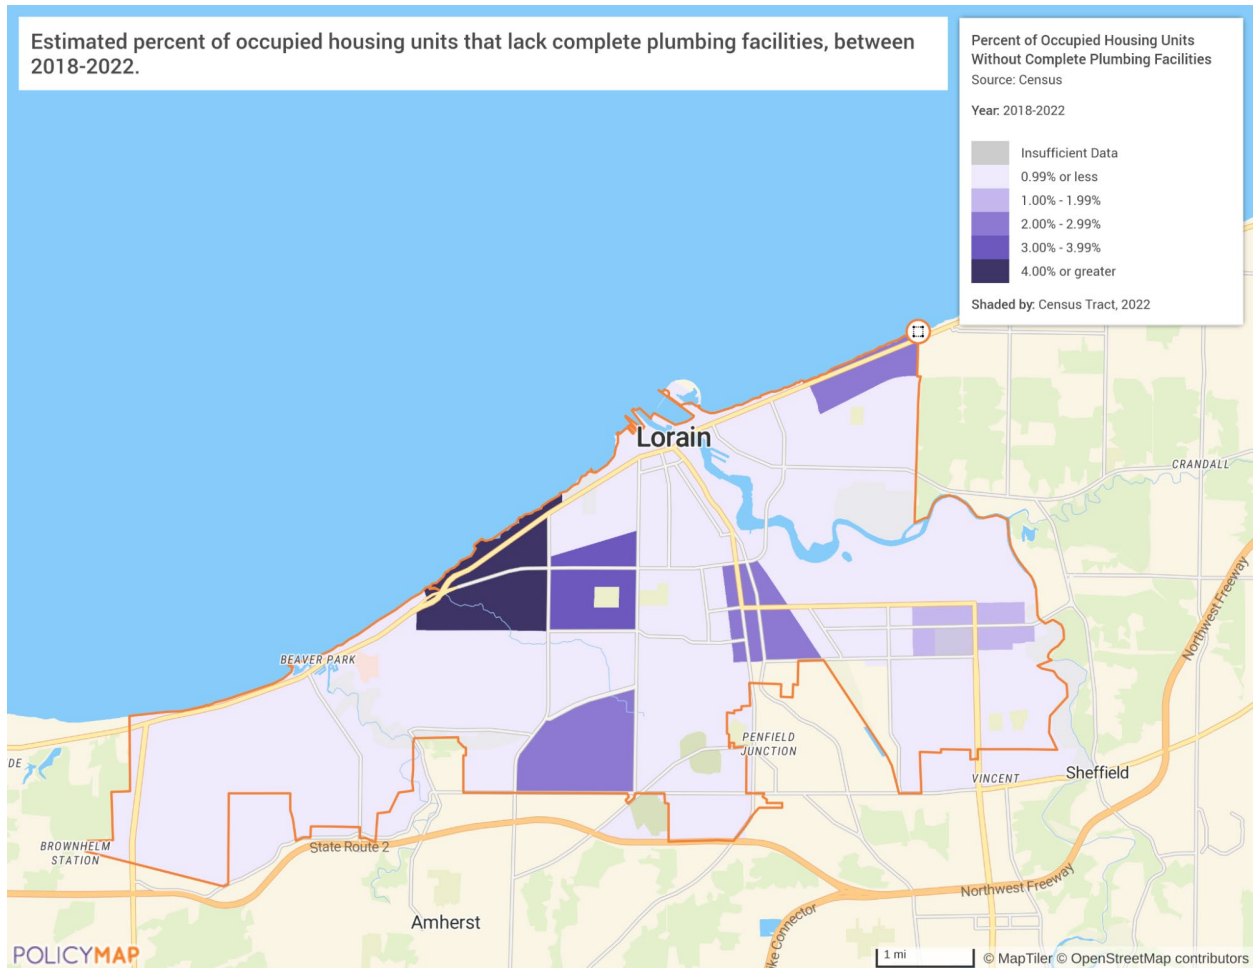 Estimated percent of occupied housing units that lack complete plumbing facilities, between
2018-2022.
Percent of Occupied Housing Units
Without Complete Plumbing Facilities
Source: Census
Year: 2018-2022
Insufficient Data
0.99% or less
1.00% - 1.99%
2.00% - 2.99%
3.00% - 3.99%
4.00% or greater
Shaded by: Census Tract, 2022
Lorain
CRANDALL
Northwest Freeway
BEAVER PARK
PENFIELD
JUNCTION
DE
VINCENT
Sheffield
BROWNHELM
STATION
State Route 2
Northwest Freeway
Amherst
ke Connector
POLICYMAP
1 mi
© MapTiler © OpenStreetMap contributors